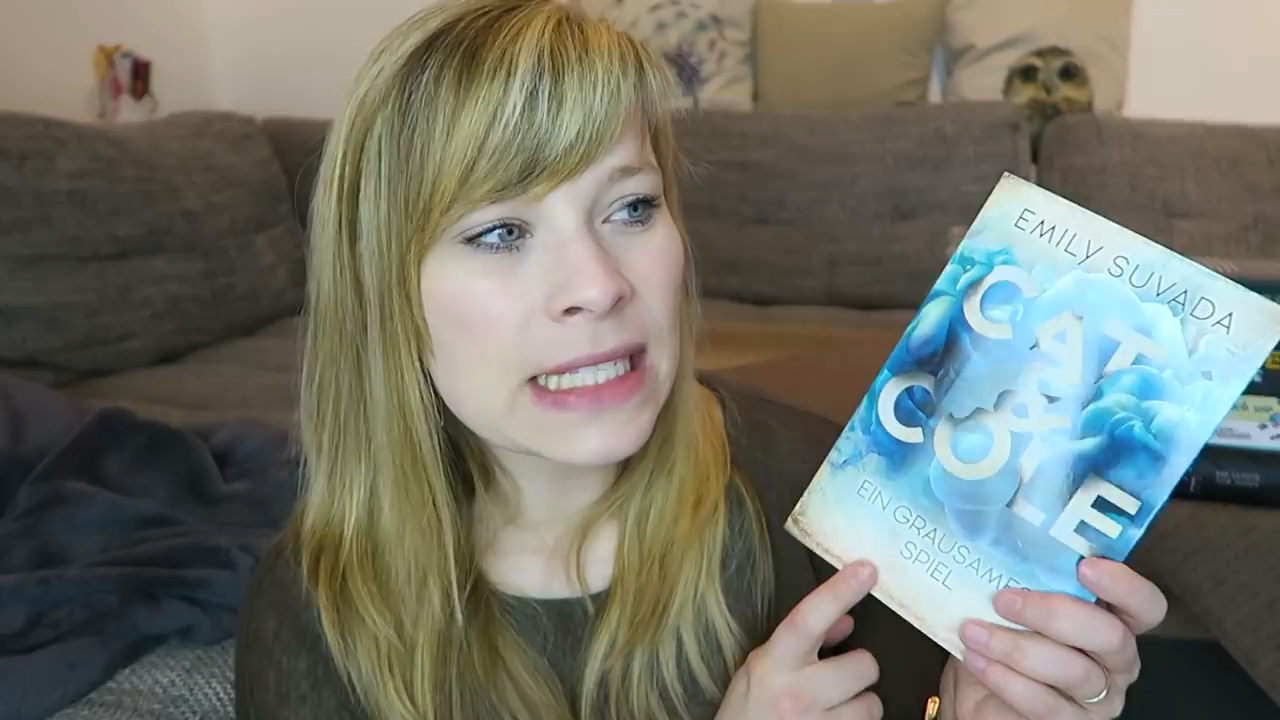 EMILY SUVADA
CAT
&
COLE
EIN GRAUSAMES
SPIEL